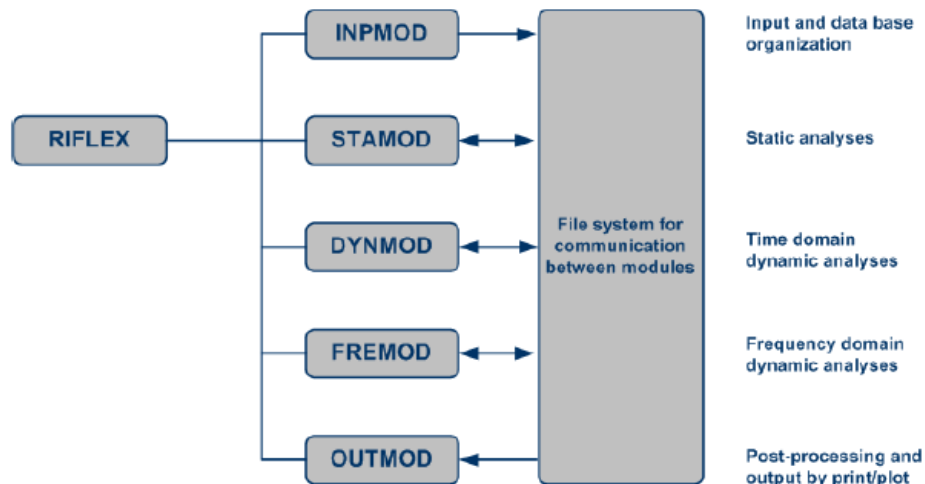 INPMOD
Input and data base
organization
RIFLEX
STAMOD
Static analyses
File system for
communication
between modules
DYNMOD
Time domain
dynamic analyses
FREMOD
Frequency domain
dynamic analyses
OUTMOD
Post-processing and
output by print/plot